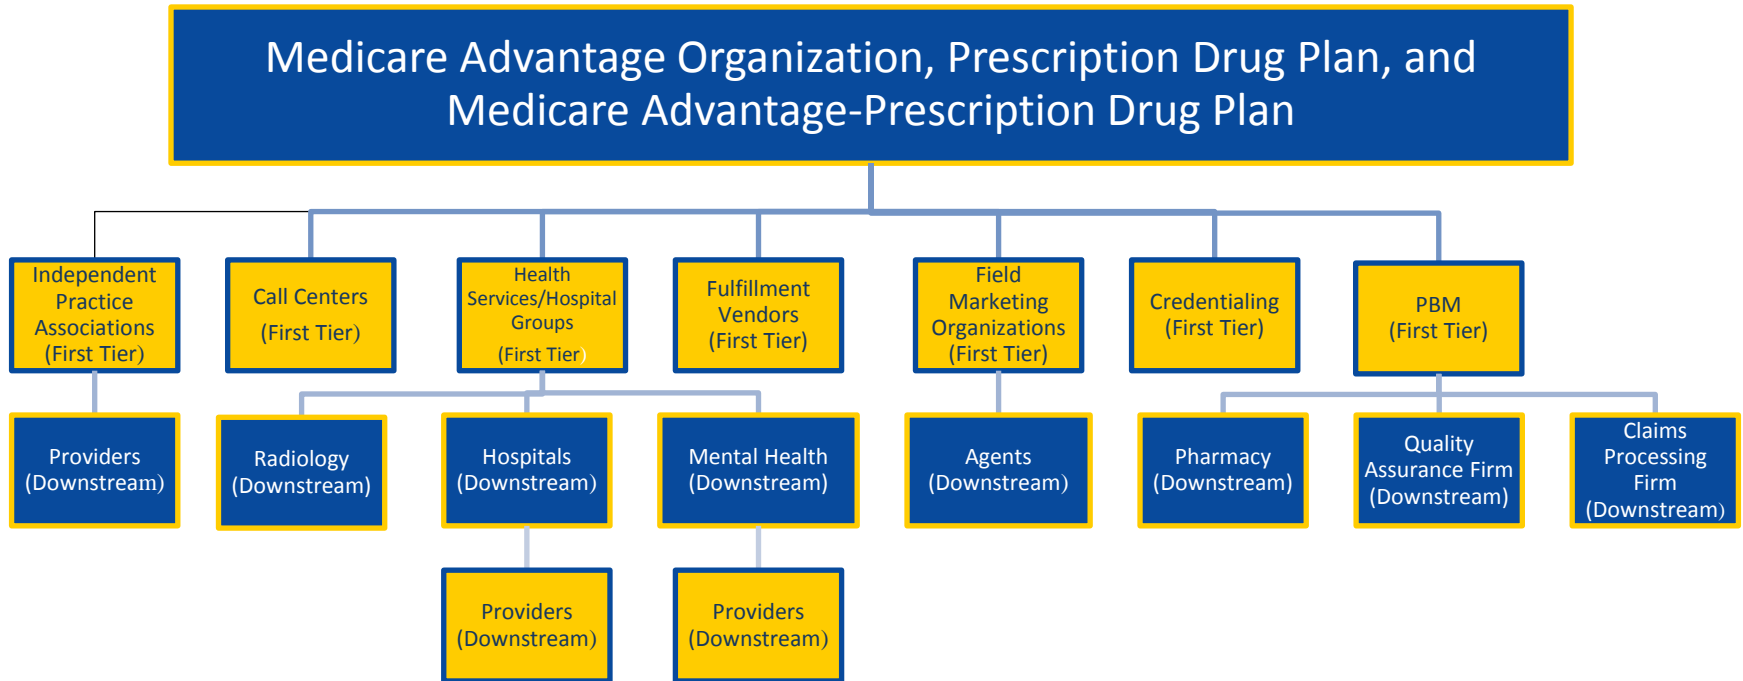 Medicare Advantage Organization, Prescription Drug Plan, and
Medicare Advantage-Prescription Drug Plan
Independent
Practice
Associations
(First Tier)
Call Centers
(First Tier)
Health
Services/Hospital
Groups
(First Tier)
Fulfillment
Vendors
(First Tier)
Field
Marketing
Organizations
(First Tier)
Credentialing
(First Tier)
PBM
(First Tier)
Providers
(Downstream)
Radiology
(Downstream)
Hospitals
(Downstream)
Mental Health
(Downstream)
Agents
(Downstream)
Pharmacy
(Downstream)
Quality
Assurance Firm
(Downstream)
Claims
Processing
Firm
(Downstream)
Providers
(Downstream)
Providers
(Downstream)